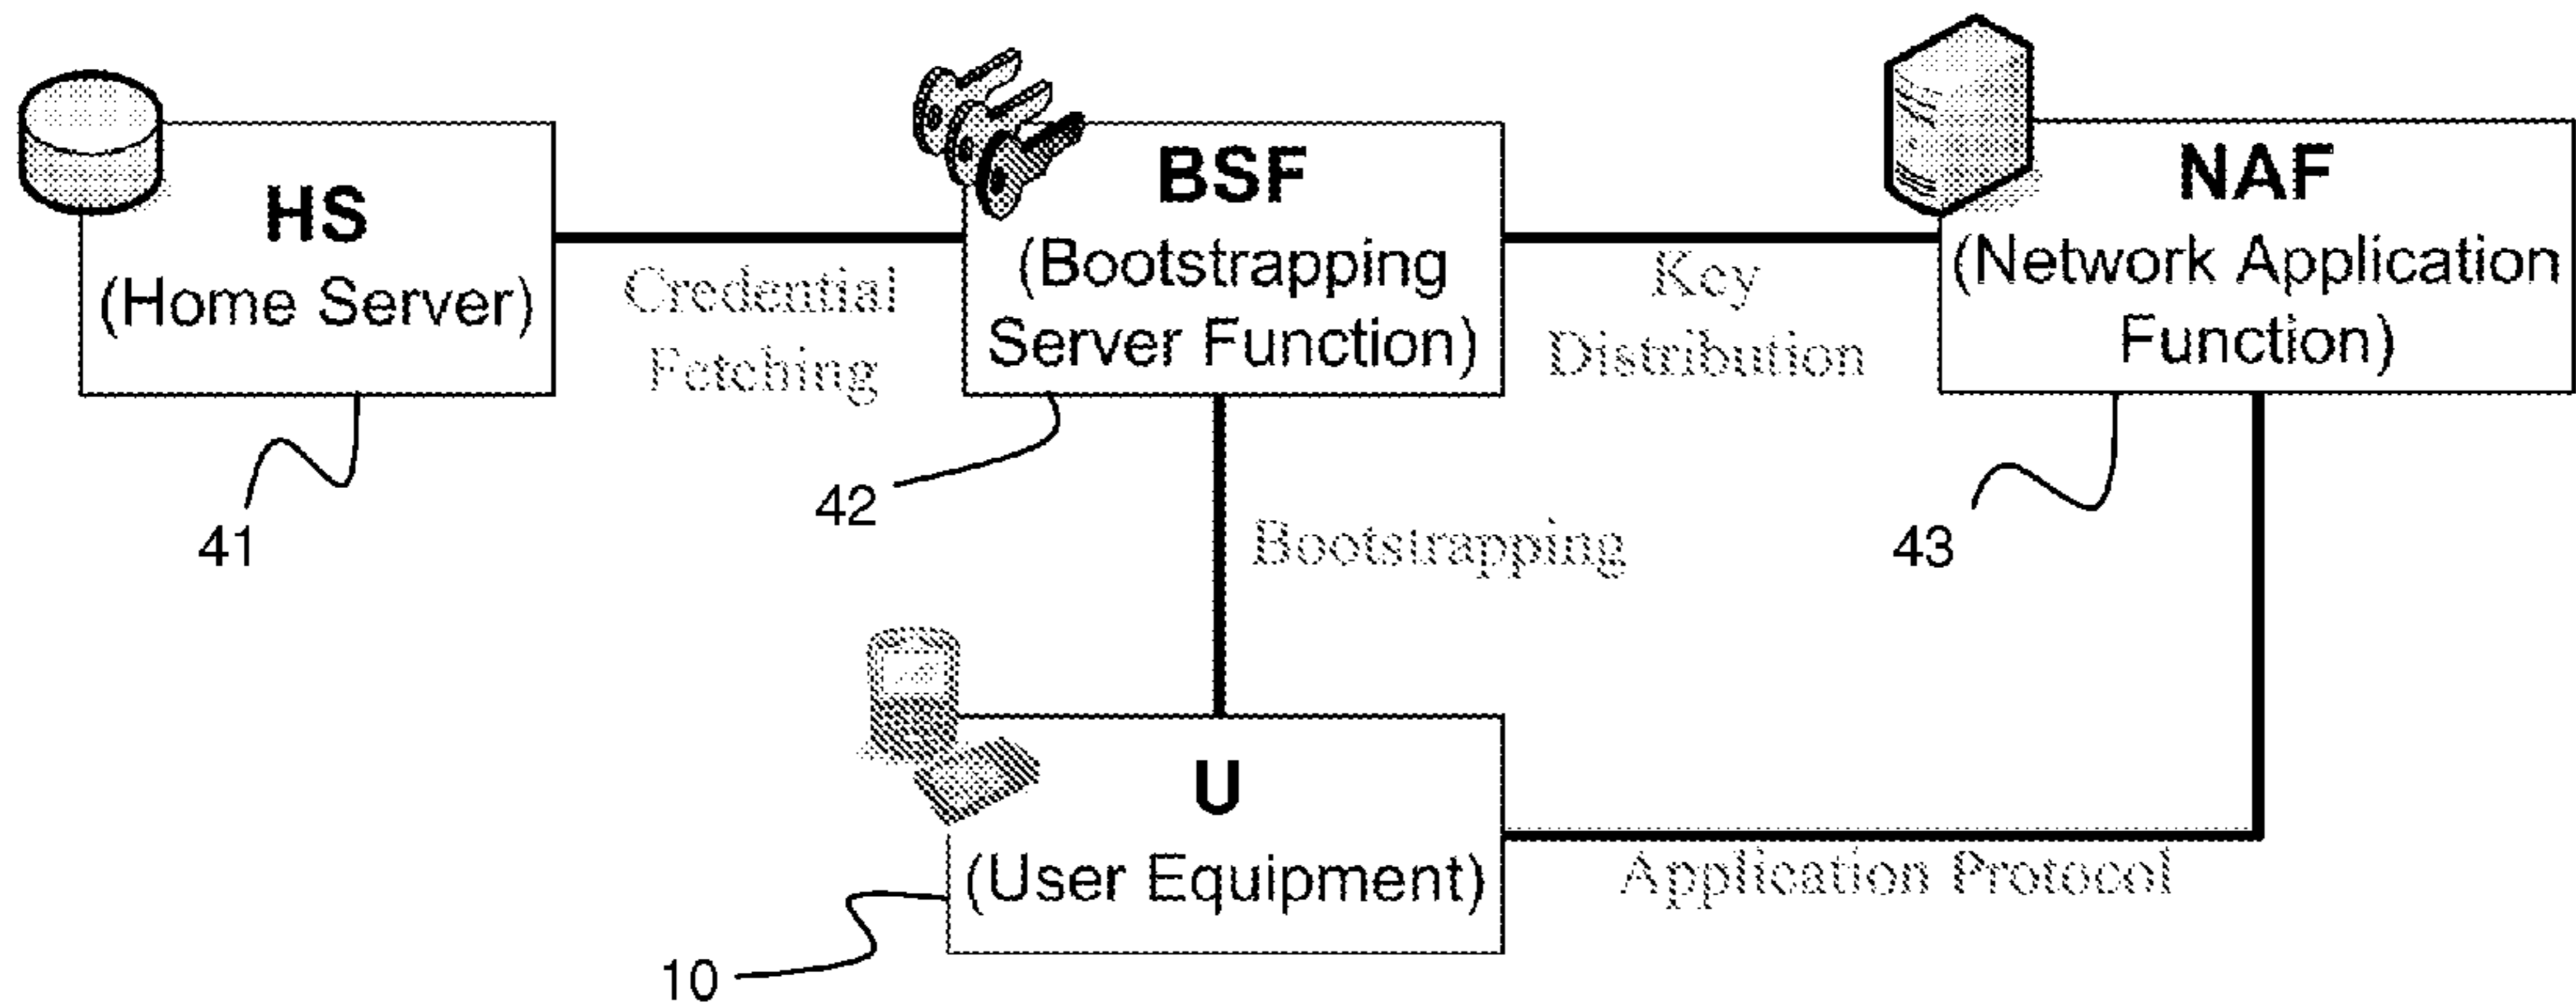 HS
(Home Server)
Credential
Fetching
BSF
(Bootstrapping
Server Function)
Key
Distribution
NAF
(Network Application
Function)
41
42
Bootstrapping
43
U
(User Equipment)
Application Protocol
10